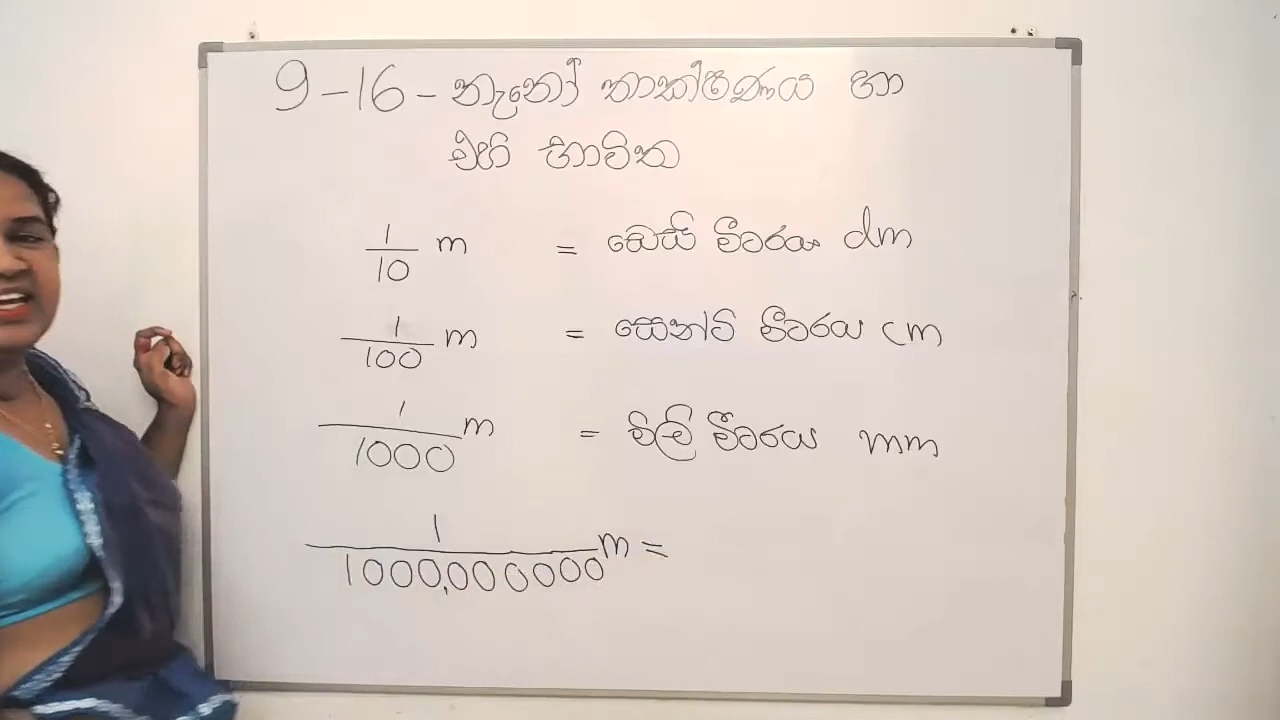 9-16- නැනෝ තාක්ෂණය හා
එහි භාවිත
1/10 m = ඩෙසි මීටරය dm
1/100 m = සෙන්ටි මීටරය cm
1/1000 m = මිලි මීටරය mm
1/1000,000000 m =